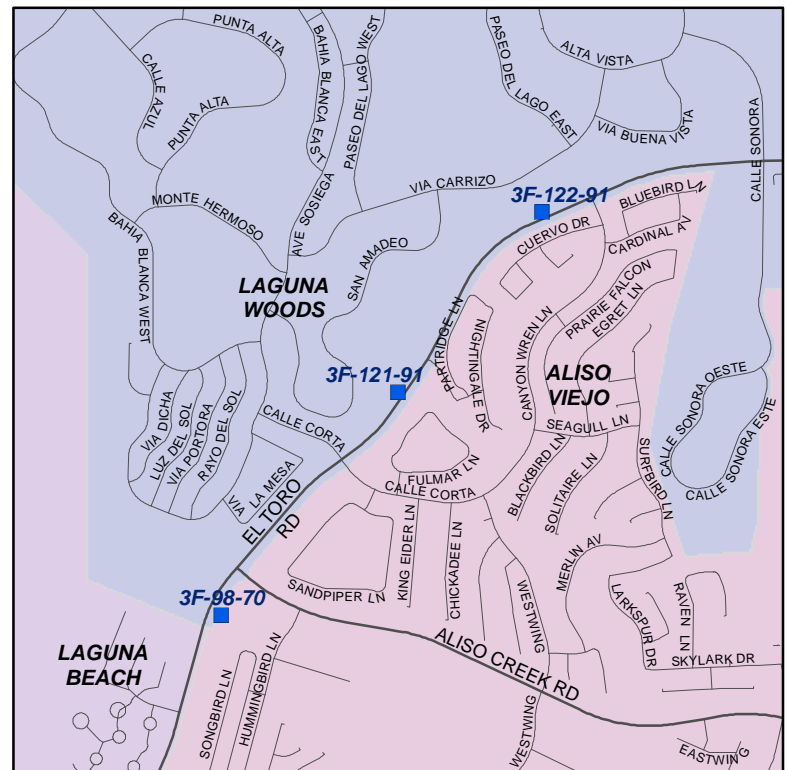 PUNTA ALTA
CALLE AZUL
PUNTA ALTA
BAHIA BLANCA EAST
PASEO DEL LAGO WEST
PASEO DEL LAGO EAST
ALTA VISTA
VIA BUENA VISTA
CALLE SONORA
VIA CARRIZO
3F-122-91
BLUEBIRD LN
MONTE HERMOSO
AVE SOSIEGA
CUERVO DR
CARDINAL AV
BAHIA
BLANCA WEST
SAN AMADEO
LAGUNA
WOODS
PRAIRIE FALCON
EGRET LN
PARTRIDGE LN
NIGHTINGALE DR
CANYON WREN LN
3F-121-91
ALISO
VIEJO
CALLE SONORA OESTE
CALLE SONORA ESTE
VIA DICHA
LUZ DEL SOL
VIA PORTORA
RAYO DEL SOL
CALLE CORTA
SEAGULL LN
SURFBIRD LN
VIA LA MESA
FULMAR LN
CALLE CORTA
BLACKBIRD LN
SOLITAIRE LN
EL TORO
RD
KING EIDER LN
CHICKADEE LN
MERLIN AV
SANDPIPER LN
WESTWING
LARKSPUR DR
RAVEN LN
3F-98-70
LAGUNA
BEACH
ALISO CREEK RD
SKYLARK DR
SONGBIRD LN
HUMMINGBIRD LN
WESTWING
EASTWING